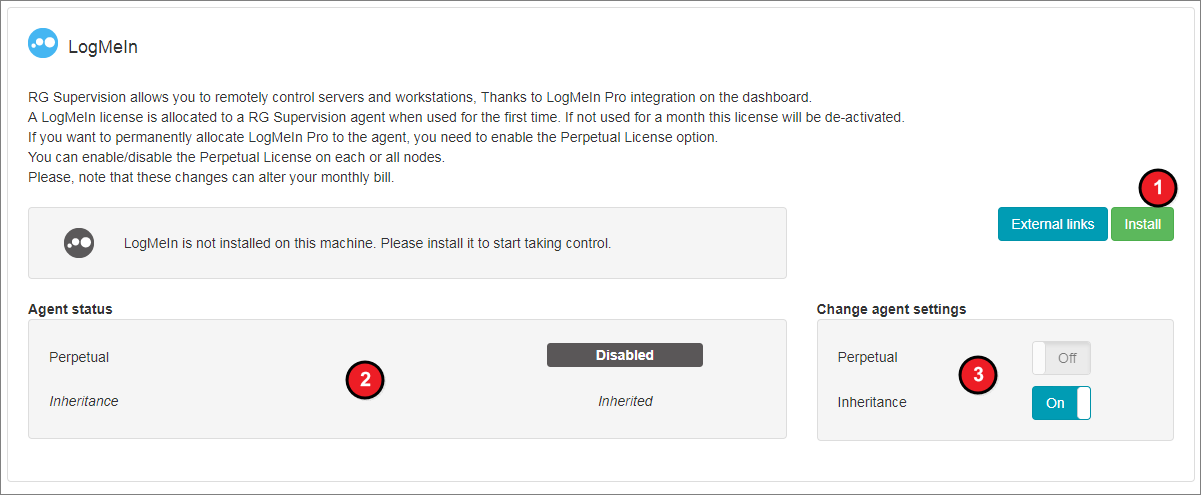 LogMeIn
RG Supervision allows you to remotely control servers and workstations, Thanks to LogMeIn Pro integration on the dashboard.
A LogMeIn license is allocated to a RG Supervision agent when used for the first time. If not used for a month this license will be de-activated.
If you want to permanently allocate LogMeIn Pro to the agent, you need to enable the Perpetual License option.
You can enable/disable the Perpetual License on each or all nodes.
Please, note that these changes can alter your monthly bill.
1
External links Install
LogMeIn is not installed on this machine. Please install it to start taking control.
Agent status
Perpetual Disabled
2
Inheritance Inherited
Change agent settings
Perpetual Off
3
Inheritance On